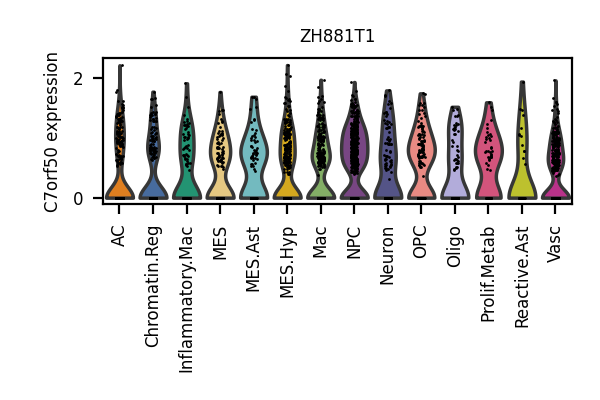 ZH881T1
C7orf50 expression
2
0
AC
Chromatin.Reg
Inflammatory.Mac
MES
MES.Ast
MES.Hyp
Mac
NPC
Neuron
OPC
Oligo
Prolif.Metab
Reactive.Ast
Vasc